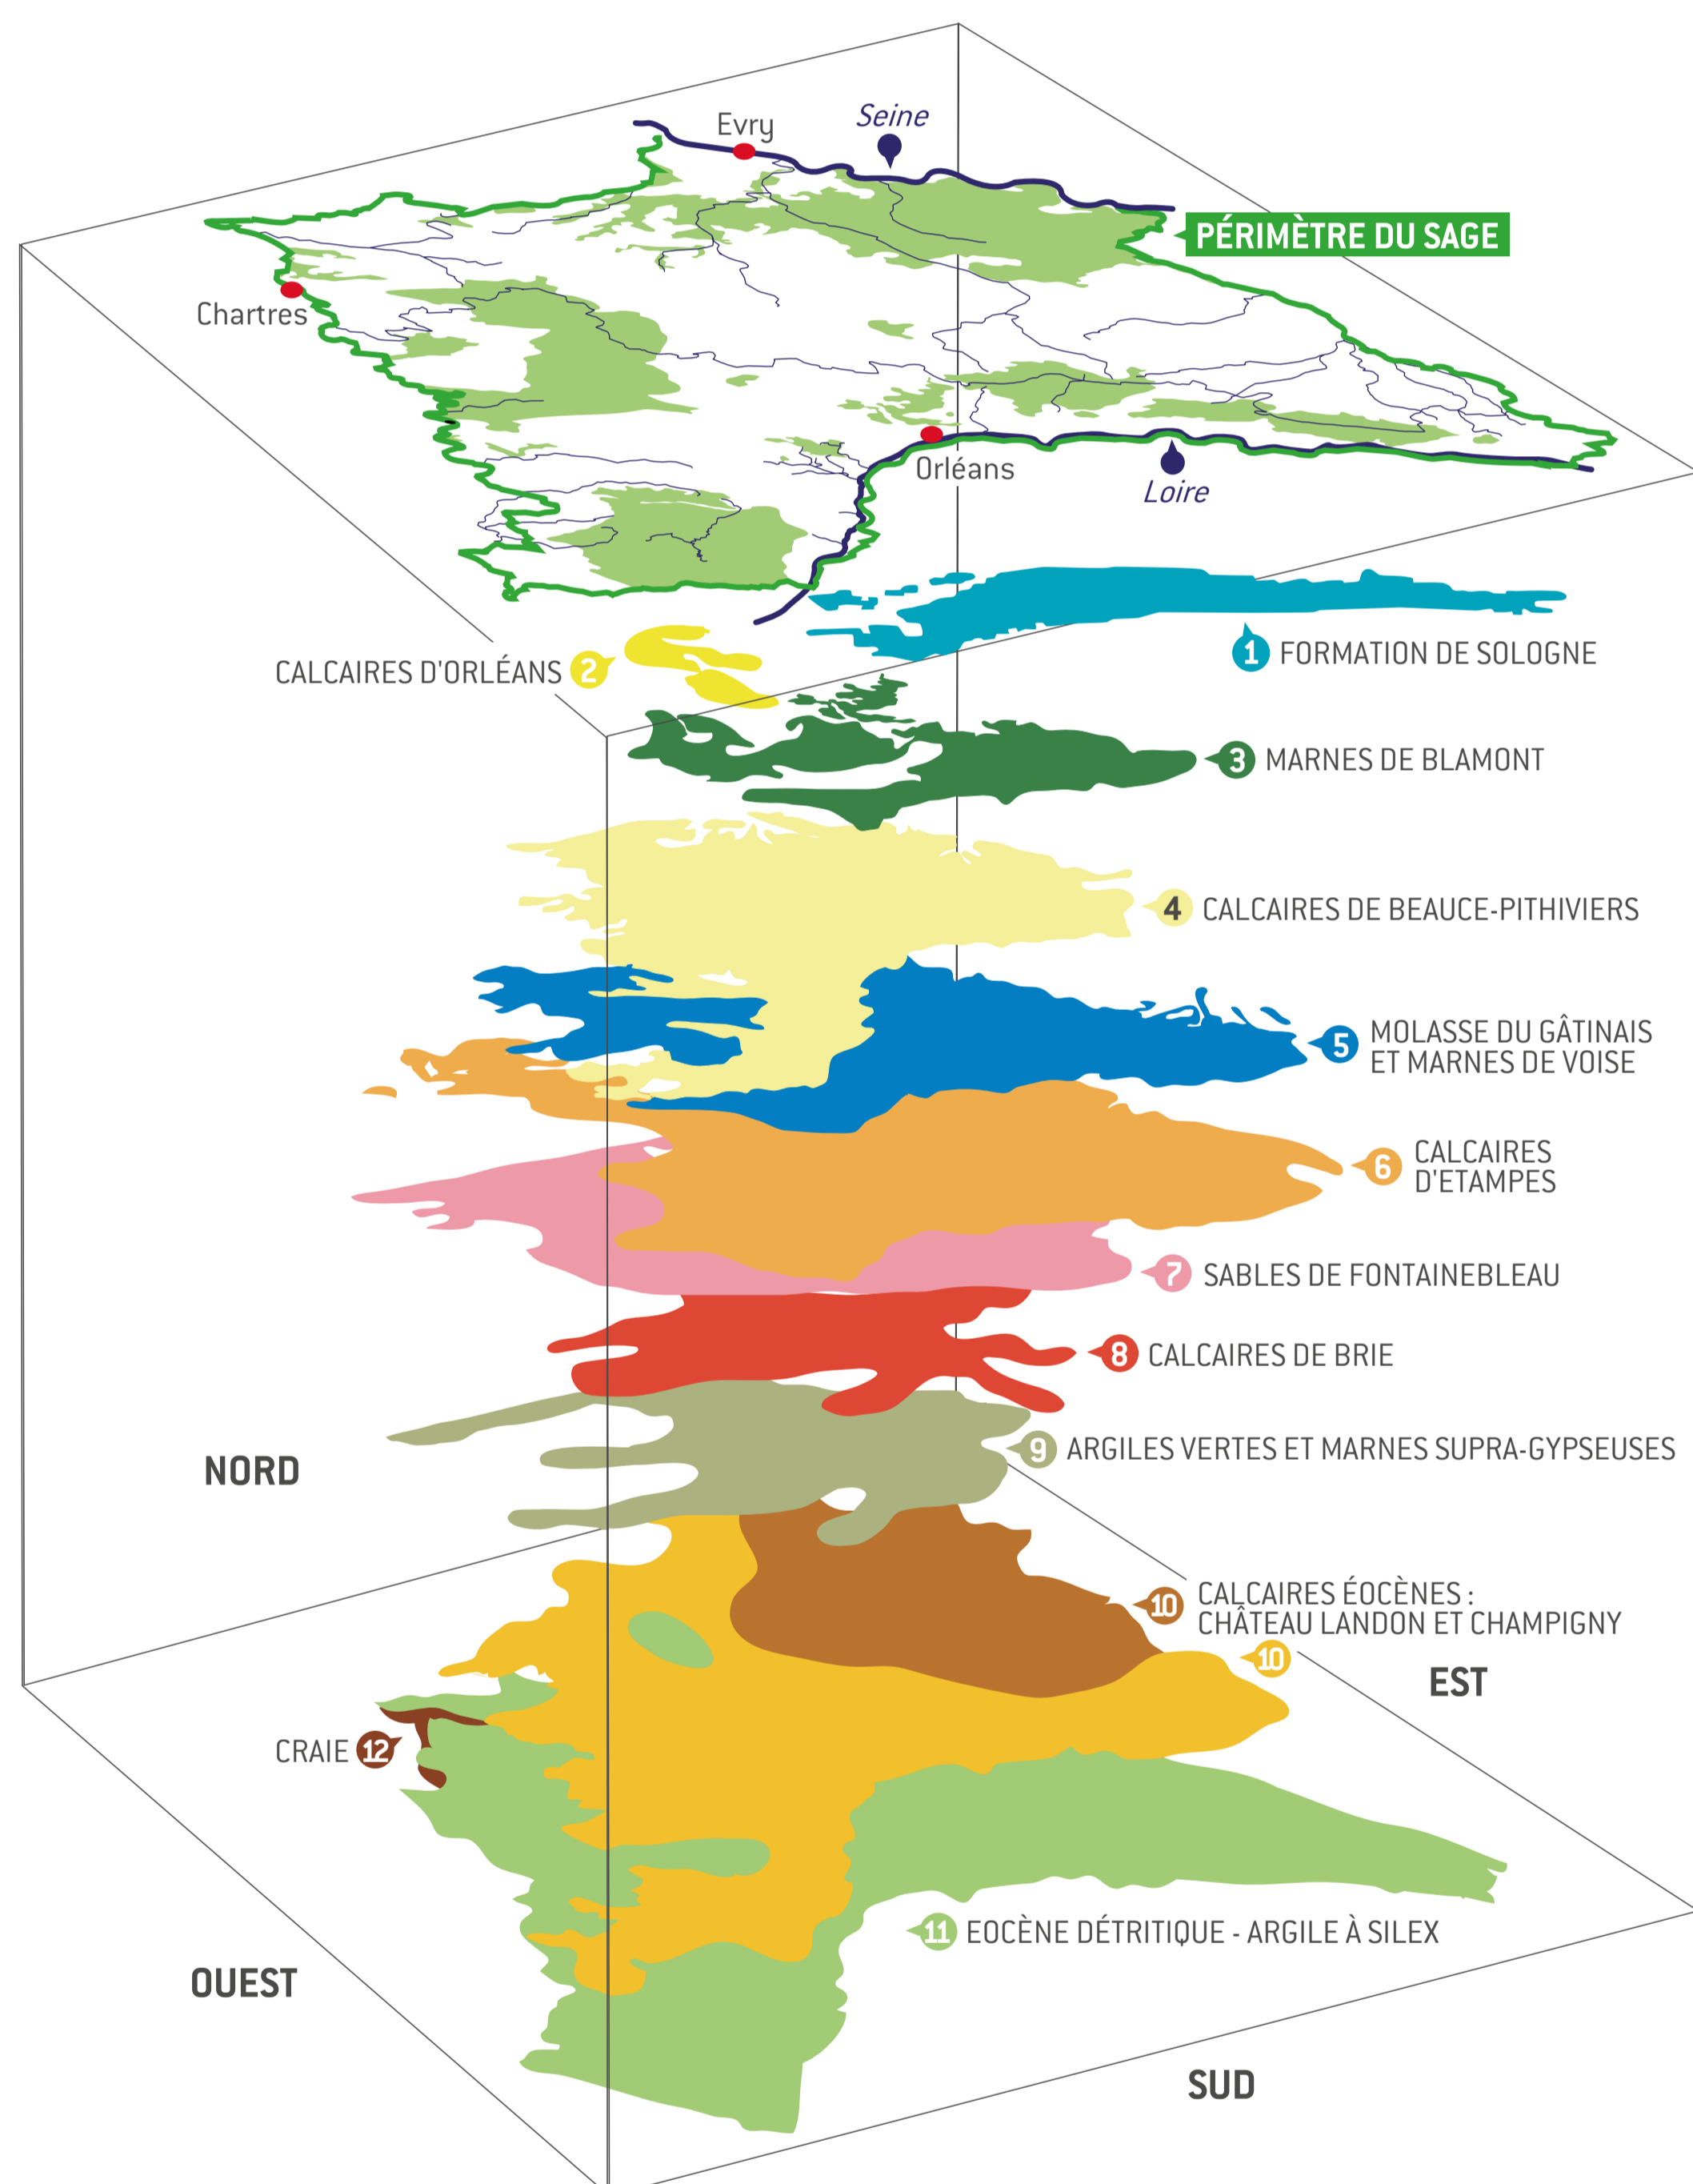 Evry
Seine
PÉRIMÈTRE DU SAGE
Chartres
Orléans
Loire
1 FORMATION DE SOLOGNE
CALCAIRES D'ORLÉANS 2
3 MARNES DE BLAMONT
4 CALCAIRES DE BEAUCE-PITHIVIERS
5 MOLASSE DU GÂTINAIS
ET MARNES DE VOISE
6 CALCAIRES
D'ETAMPES
7 SABLES DE FONTAINEBLEAU
8 CALCAIRES DE BRIE
9 ARGILES VERTES ET MARNES SUPRA-GYPSEUSES
NORD
10 CALCAIRES ÉOCÈNES :
CHÂTEAU LANDON ET CHAMPIGNY
10
EST
CRAIE 12
11 EOCÈNE DÉTRITIQUE - ARGILE À SILEX
OUEST
SUD